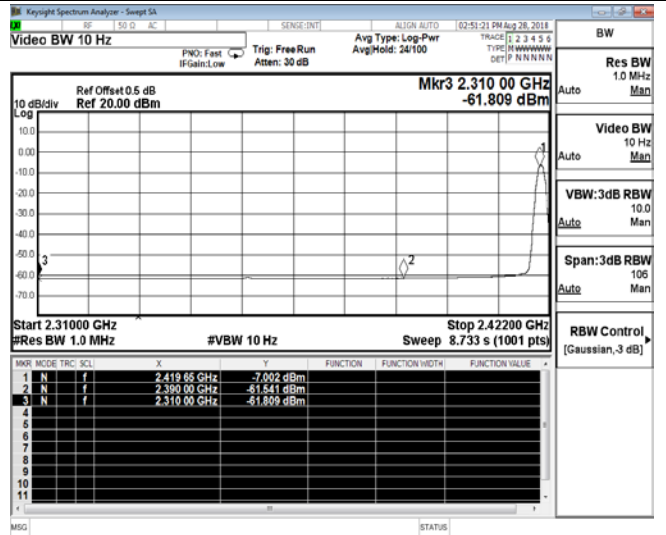 Keysight Spectrum Analyzer - Swept SA
RF 50 Ω AC SENSE:INT ALIGN AUTO 02:51:21 PM Aug 28, 2018
Video BW 10 Hz
PNO: Fast
IFGain:Low
Trig: Free Run
Atten: 30 dB
Avg Type: Log-Pwr
Avg|Hold: 24/100
TRACE 1 2 3 4 5 6
TYPE MWWWWW
DET P NNNNN
Ref Offset 0.5 dB
10 dB/div Ref 20.00 dBm
Log
Mkr3 2.310 00 GHz
-61.809 dBm
10.0
0.00
-10.0
-20.0
-30.0
-40.0
-50.0
-60.0
-70.0
1
2
3
Start 2.31000 GHz Stop 2.42200 GHz
#Res BW 1.0 MHz #VBW 10 Hz Sweep 8.733 s (1001 pts)
MKR MODE TRC SCL X Y FUNCTION FUNCTION WIDTH FUNCTION VALUE
1 N f 2.419 65 GHz -7.002 dBm
2 N f 2.390 00 GHz -61.541 dBm
3 N f 2.310 00 GHz -61.809 dBm
4
5
6
7
8
9
10
11
MSG STATUS
BW
Res BW
1.0 MHz
Auto Man
Video BW
10 Hz
Auto Man
VBW:3dB RBW
10.0
Auto Man
Span:3dB RBW
106
Auto Man
RBW Control
[Gaussian,-3 dB]